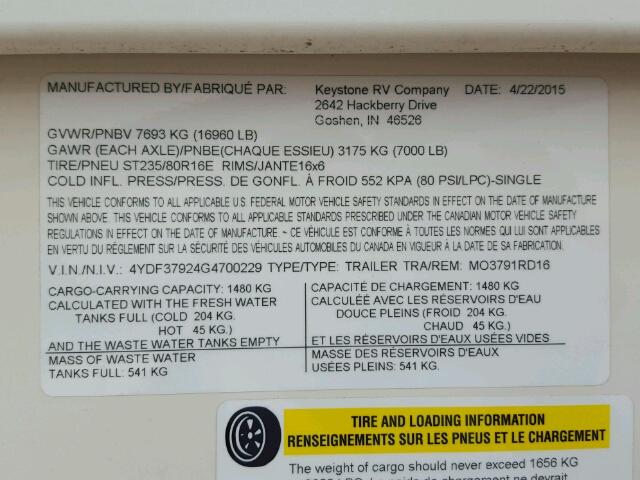 MANUFACTURED BY/FABRIQUÉ PAR: Keystone RV Company DATE: 4/22/2015
2642 Hackberry Drive
Goshen, IN 46526
GVWR/PNBV 7693 KG (16960 LB)
GAWR (EACH AXLE)/PNBE(CHAQUE ESSIEU) 3175 KG (7000 LB)
TIRE/PNEU ST235/80R16E RIMS/JANTE16x6
COLD INFL. PRESS/PRESS. DE GONFL. À FROID 552 KPA (80 PSI/LPC)-SINGLE
THIS VEHICLE CONFORMS TO ALL APPLICABLE U.S. FEDERAL MOTOR VEHICLE SAFETY STANDARDS IN EFFECT ON THE DATE OF MANUFACTURE
SHOWN ABOVE. THIS VEHICLE CONFORMS TO ALL APPLICABLE STANDARDS PRESCRIBED UNDER THE CANADIAN MOTOR VEHICLE SAFETY
REGULATIONS IN EFFECT ON THE DATE OF MANUFACTURE ~ CE VÉHICULE EST CONFORME À TOUTES LES NORMES QUI LUI SONT APPLICABLES
EN VERTU DU RÈGLEMENT SUR LA SÉCURITÉ DES VÉHICULES AUTOMOBILES DU CANADA EN VIGUEUR À LA DATE DE SA FABRICATION.
V.I.N./N.I.V.: 4YDF37924G4700229 TYPE/TYPE: TRAILER TRA/REM: MO3791RD16
CARGO-CARRYING CAPACITY: 1480 KG
CALCULATED WITH THE FRESH WATER
TANKS FULL (COLD 204 KG.
HOT 45 KG.)
AND THE WASTE WATER TANKS EMPTY
MASS OF WASTE WATER
TANKS FULL: 541 KG
CAPACITÉ DE CHARGEMENT: 1480 KG
CALCULÉE AVEC LES RÉSERVOIRS D'EAU
DOUCE PLEINS (FROID 204 KG.
CHAUD 45 KG.)
ET LES RÉSERVOIRS D'EAUX USÉES VIDES
MASSE DES RÉSERVOIRS D'EAUX
USÉES PLEINS: 541 KG.
TIRE AND LOADING INFORMATION
RENSEIGNEMENTS SUR LES PNEUS ET LE CHARGEMENT
The weight of cargo should never exceed 1656 KG